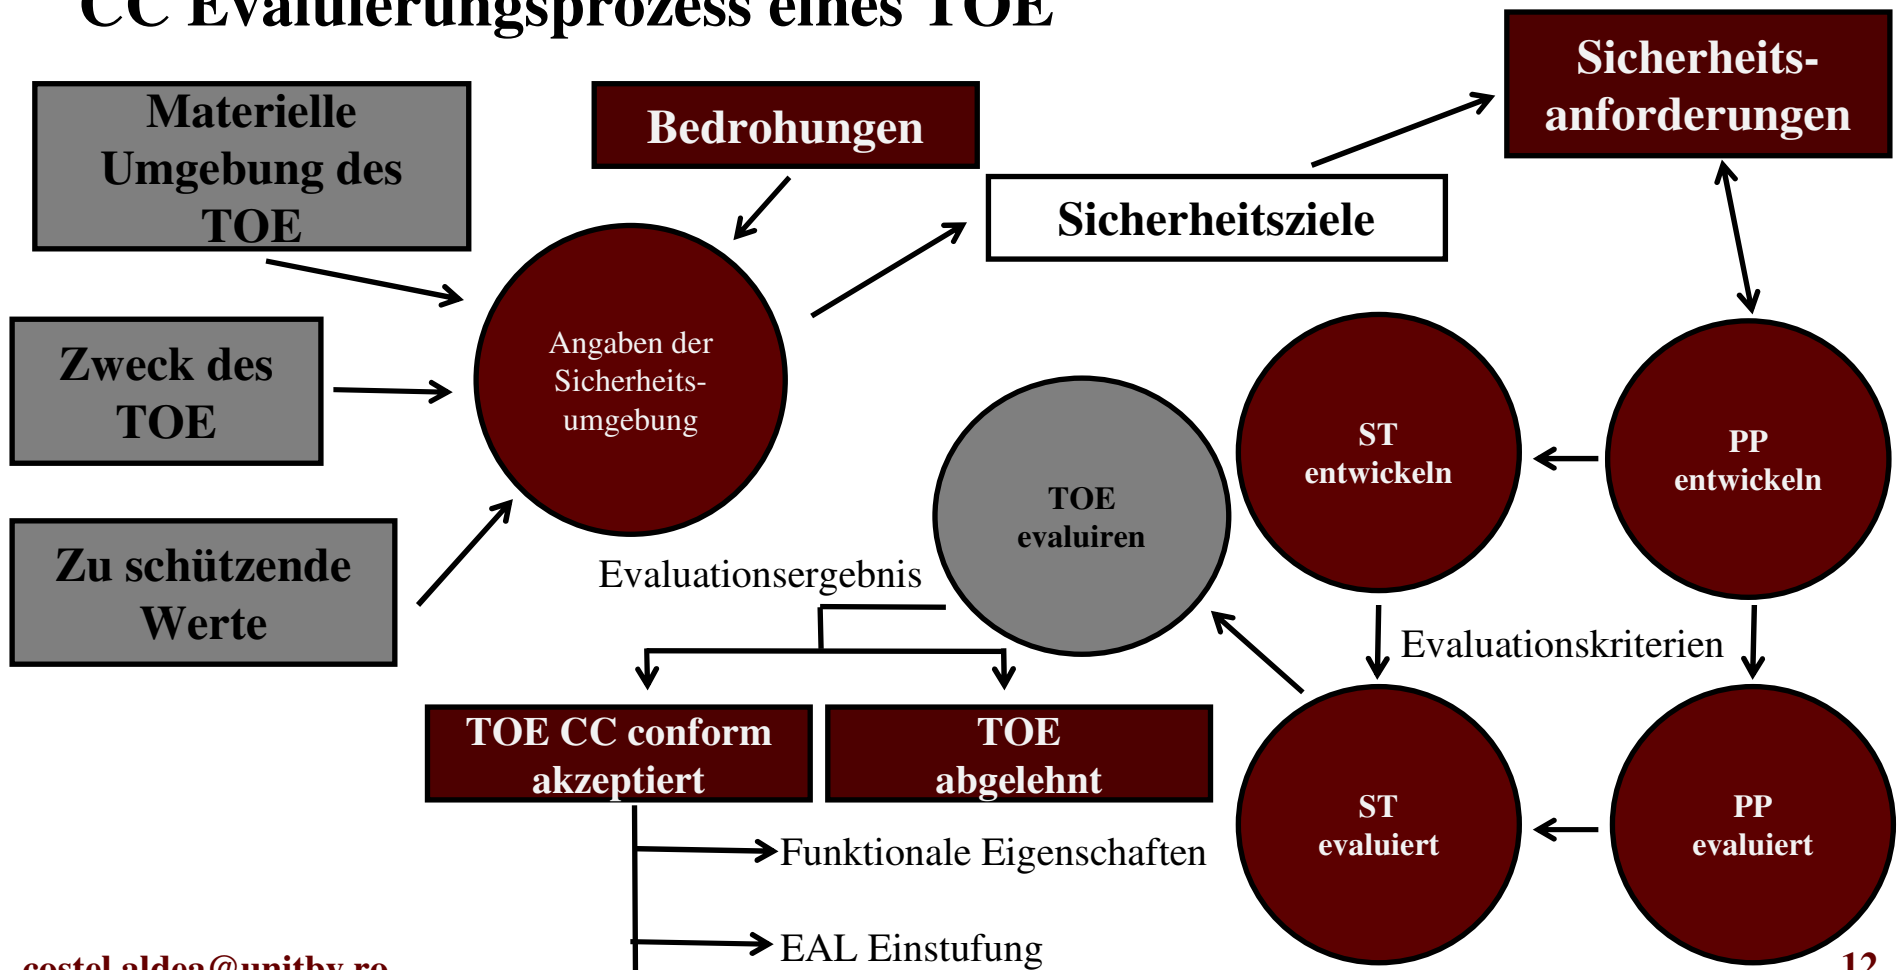 CC Evaluierungsprozess eines TOE
Materielle
Umgebung des
TOE
Bedrohungen
Sicherheits-
anforderungen
Sicherheitsziele
Zweck des
TOE
Angaben der
Sicherheits-
umgebung
Zu schützende
Werte
TOE
evaluiren
ST
entwickeln
PP
entwickeln
Evaluationsergebnis
Evaluationskriterien
TOE CC conform
akzeptiert
TOE
abgelehnt
ST
evaluiert
PP
evaluiert
Funktionale Eigenschaften
EAL Einstufung
costel.aldea@unitbv.ro
12